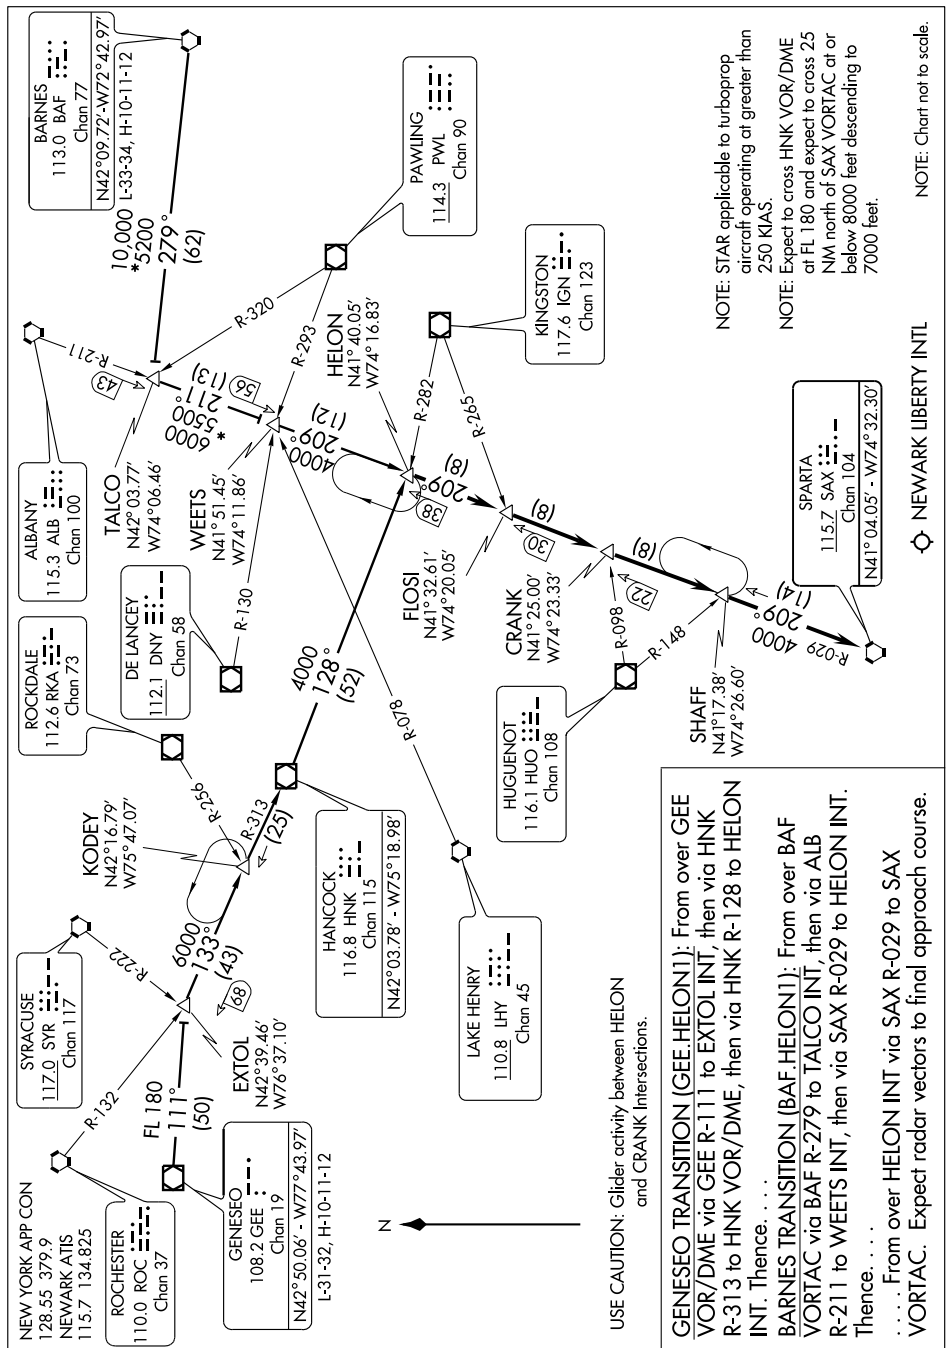 NEW YORK APP CON
128.55 379.9
NEWARK ATIS
115.7 134.825
ROCHESTER
110.0 ROC
Chan 37
R-132
SYRACUSE
117.0 SYR
Chan 117
R-222
GENESEO
108.2 GEE
Chan 19
N42°50.06' - W77°43.97'
L-31-32, H-10-11-12
FL 180
111°
(50)
EXTOL
N42°39.46'
W76°37.10'
68
6000
133°
(43)
KODEY
N42°16.79'
W75°47.07'
ROCKDALE
112.6 RKA
Chan 73
R-256
R-313
(25)
HANCOCK
116.8 HNK
Chan 115
N42°03.78' - W75°18.98'
DE LANCEY
112.1 DNY
Chan 58
R-130
4000
128°
(52)
LAKE HENRY
110.8 LHY
Chan 45
R-078
ALBANY
115.3 ALB
Chan 100
R-211
43
TALCO
N42°03.77'
W74°06.46'
BARNES
113.0 BAF
Chan 77
N42°09.72'-W72°42.97'
L-33-34, H-10-11-12
10,000
*5200
279°
(62)
6000
*5500
211°
(13)
56
WEETS
N41°51.45'
W74°11.86'
PAWLING
114.3 PWL
Chan 90
R-320
R-293
4000
209°
(12)
HELON
N41°40.05'
W74°16.83'
KINGSTON
117.6 IGN
Chan 123
R-282
R-265
38
209°
(8)
FLOSI
N41°32.61'
W74°20.05'
30
(8)
CRANK
N41°25.00'
W74°23.33'
22
(8)
HUGUENOT
116.1 HUO
Chan 108
R-098
R-148
SHAFF
N41°17.38'
W74°26.60'
4000
209°
(14)
R-029
SPARTA
115.7 SAX
Chan 104
N41°04.05' - W74°32.30'
NEWARK LIBERTY INTL
N
NOTE: STAR applicable to turboprop
aircraft operating at greater than
250 KIAS.
NOTE: Expect to cross HNK VOR/DME
at FL 180 and expect to cross 25
NM north of SAX VORTAC at or
below 8000 feet descending to
7000 feet.
NOTE: Chart not to scale.
USE CAUTION: Glider activity between HELON
and CRANK Intersections.
GENESEO TRANSITION (GEE.HELON1): From over GEE
VOR/DME via GEE R-111 to EXTOL INT, then via HNK
R-313 to HNK VOR/DME, then via HNK R-128 to HELON
INT. Thence. . . .
BARNES TRANSITION (BAF.HELON1): From over BAF
VORTAC via BAF R-279 to TALCO INT, then via ALB
R-211 to WEETS INT, then via SAX R-029 to HELON INT.
Thence. . . .
. . . . From over HELON INT via SAX R-029 to SAX
VORTAC. Expect radar vectors to final approach course.